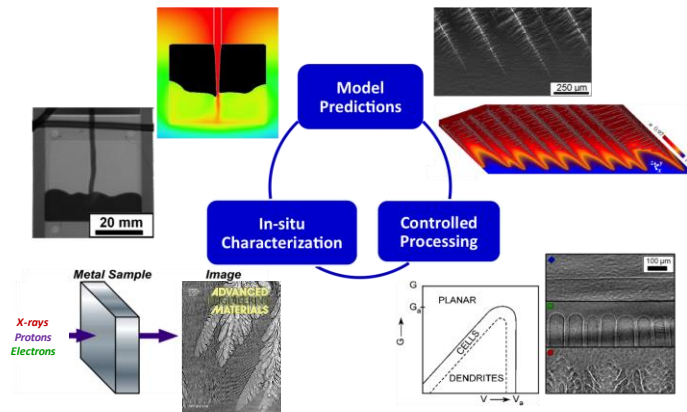 Model
Predictions
250 μm
20 mm
In-situ
Characterization
Controlled
Processing
Metal Sample
Image
X-rays
Protons
Electrons
ADVANCED
ENGINEERING
MATERIALS
G
Gₐ
G
PLANAR
CELLS
DENDRITES
V
Vₐ
100 μm